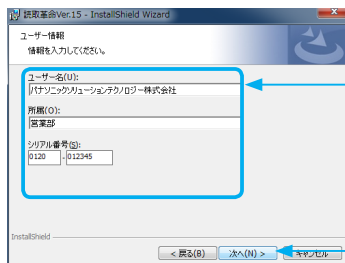 読取革命Ver.15 - InstallShield Wizard
ユーザー情報
情報を入力してください。
ユーザー名(U):
パナソニックソリューションテクノロジー株式会社
所属(O):
営業部
シリアル番号(S):
0120 - 012345
InstallShield
< 戻る(B) 次へ(N) > キャンセル